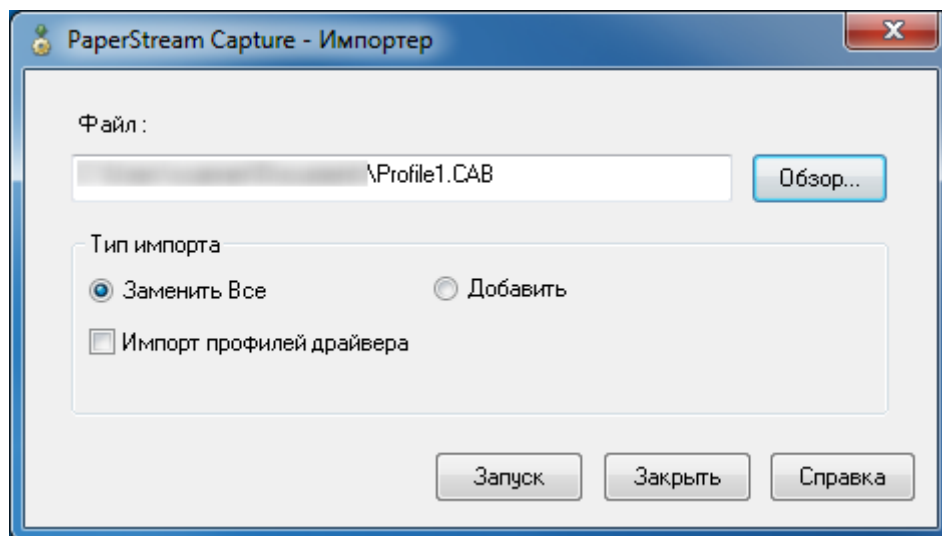 PaperStream Capture - Импортер
Файл :
\Profile1.CAB
Обзор...
Тип импорта
Заменить Все
Добавить
Импорт профилей драйвера
Запуск
Закрыть
Справка